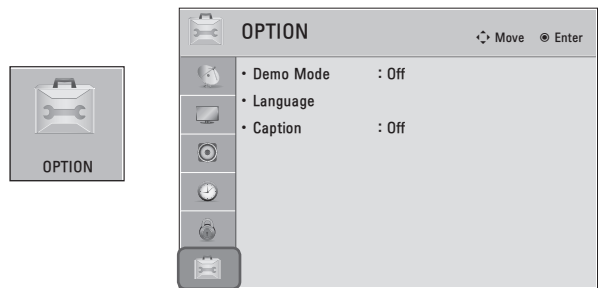 OPTION
OPTION
Move Enter
• Demo Mode : Off
• Language
• Caption : Off